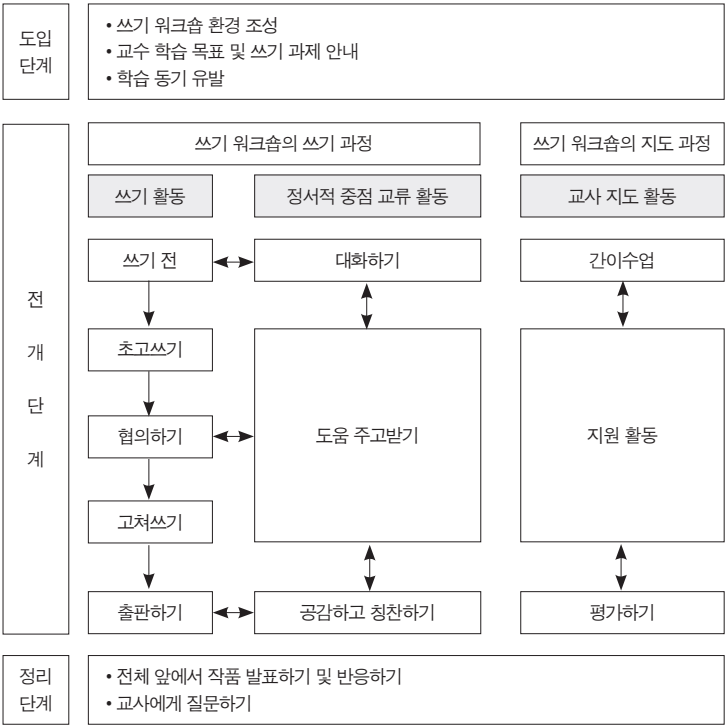 도입
단계
• 쓰기 워크숍 환경 조성
• 교수 학습 목표 및 쓰기 과제 안내
• 학습 동기 유발
전
개
단
계
쓰기 워크숍의 쓰기 과정
쓰기 워크숍의 지도 과정
쓰기 활동
정서적 중점 교류 활동
교사 지도 활동
쓰기 전
대화하기
간이수업
초고쓰기
협의하기
도움 주고받기
지원 활동
고쳐쓰기
출판하기
공감하고 칭찬하기
평가하기
정리
단계
• 전체 앞에서 작품 발표하기 및 반응하기
• 교사에게 질문하기